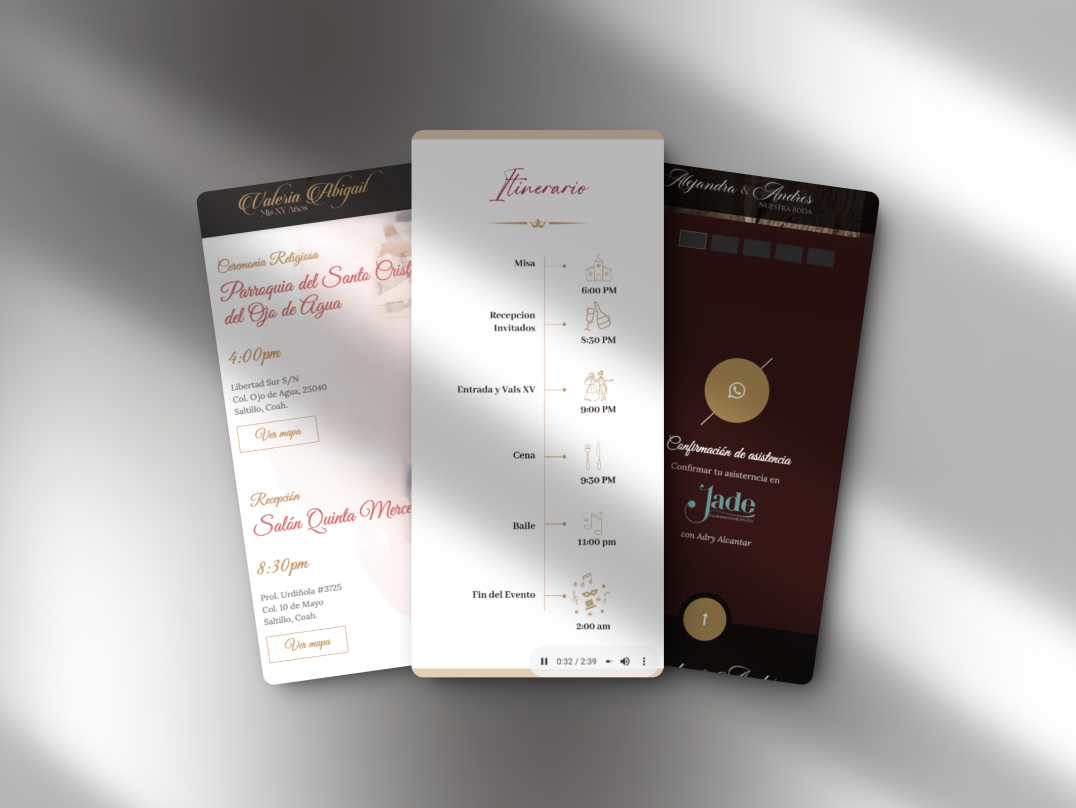 Valeria Abigail
Mis XV Años
Ceremonia Religiosa
Parroquia del Santo Crist
del Ojo de Agua
4:00pm
Libertad Sur S/N
Col. Ojo de Agua, 25040
Saltillo, Coah.
Ver mapa
Recepción
Salón Quinta Merce
8:30pm
Prol. Urdiñola #3725
Col. 10 de Mayo
Saltillo, Coah.
Ver mapa
Itinerario
Misa
6:00 PM
Recepcion
Invitados
8:30 PM
Entrada y Vals XV
9:00 PM
Cena
9:30 PM
Baile
11:00 pm
Fin del Evento
2:00 am
0:32 / 2:39
Alejandra & Andrés
NUESTRA BODA
Confirmación de asistencia
Confirmar tu asisterncia en
Jade
con Adry Alcantar